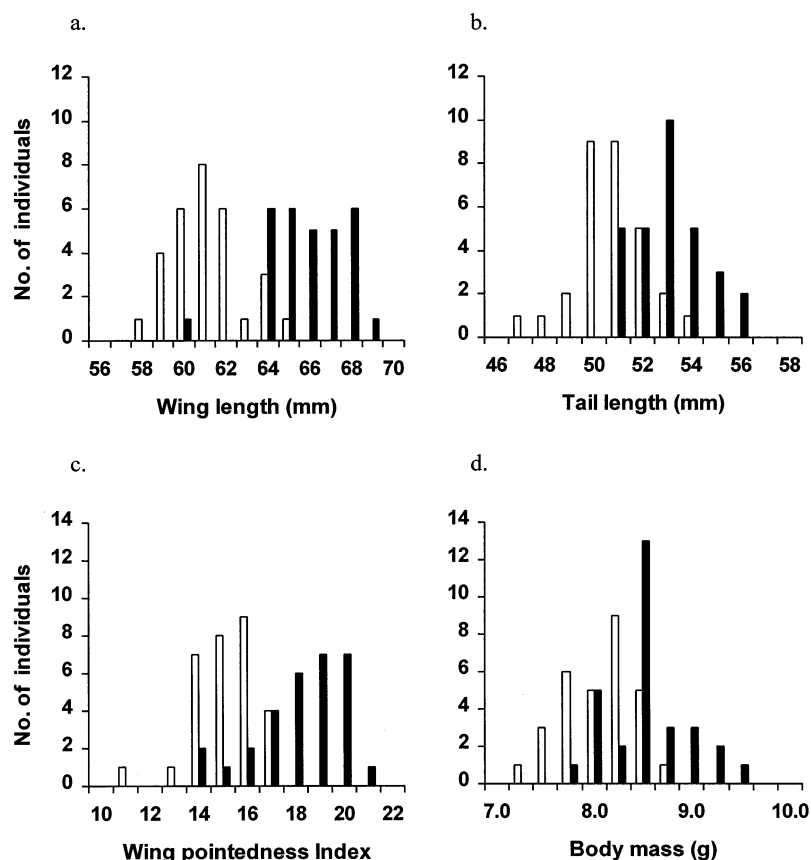 a.
12
10
8
6
4
2
0
No. of individuals
56 58 60 62 64 66 68 70
Wing length (mm)
b.
12
10
8
6
4
2
0
46 48 50 52 54 56 58
Tail length (mm)
c.
14
12
10
8
6
4
2
0
No. of individuals
10 12 14 16 18 20 22
Wing pointedness Index
d.
14
12
10
8
6
4
2
0
7.0 8.0 9.0 10.0
Body mass (g)